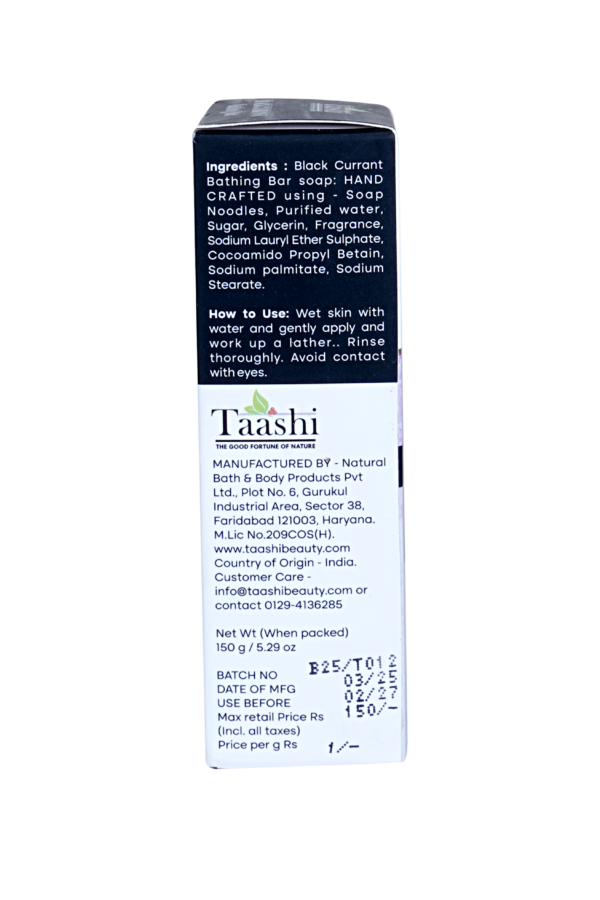 Ingredients : Black Currant
Bathing Bar soap: HAND
CRAFTED using - Soap
Noodles, Purified water,
Sugar, Glycerin, Fragrance,
Sodium Lauryl Ether Sulphate,
Cocoamido Propyl Betain,
Sodium palmitate, Sodium
Stearate.
How to Use: Wet skin with
water and gently apply and
work up a lather.. Rinse
thoroughly. Avoid contact
with eyes.
Taashi
THE GOOD FORTUNE OF NATURE
MANUFACTURED BY - Natural
Bath & Body Products Pvt
Ltd., Plot No. 6, Gurukul
Industrial Area, Sector 38,
Faridabad 121003, Haryana.
M.Lic No.209COS(H).
www.taashibeauty.com
Country of Origin - India.
Customer Care -
info@taashibeauty.com or
contact 0129-4136285
Net Wt (When packed)
150 g / 5.29 oz
BATCH NO B25/T012
DATE OF MFG 03/25
USE BEFORE 02/27
Max retail Price Rs 150/-
(Incl. all taxes)
Price per g Rs 1/-